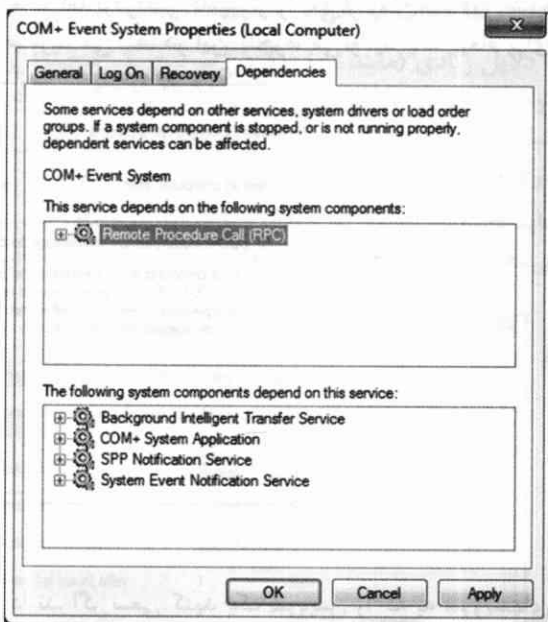 COM+ Event System Properties (Local Computer)
General
Log On
Recovery
Dependencies
Some services depend on other services, system drivers or load order
groups. If a system component is stopped, or is not running properly,
dependent services can be affected.
COM+ Event System
This service depends on the following system components:
Remote Procedure Call (RPC)
The following system components depend on this service:
Background Intelligent Transfer Service
COM+ System Application
SPP Notification Service
System Event Notification Service
OK
Cancel
Apply